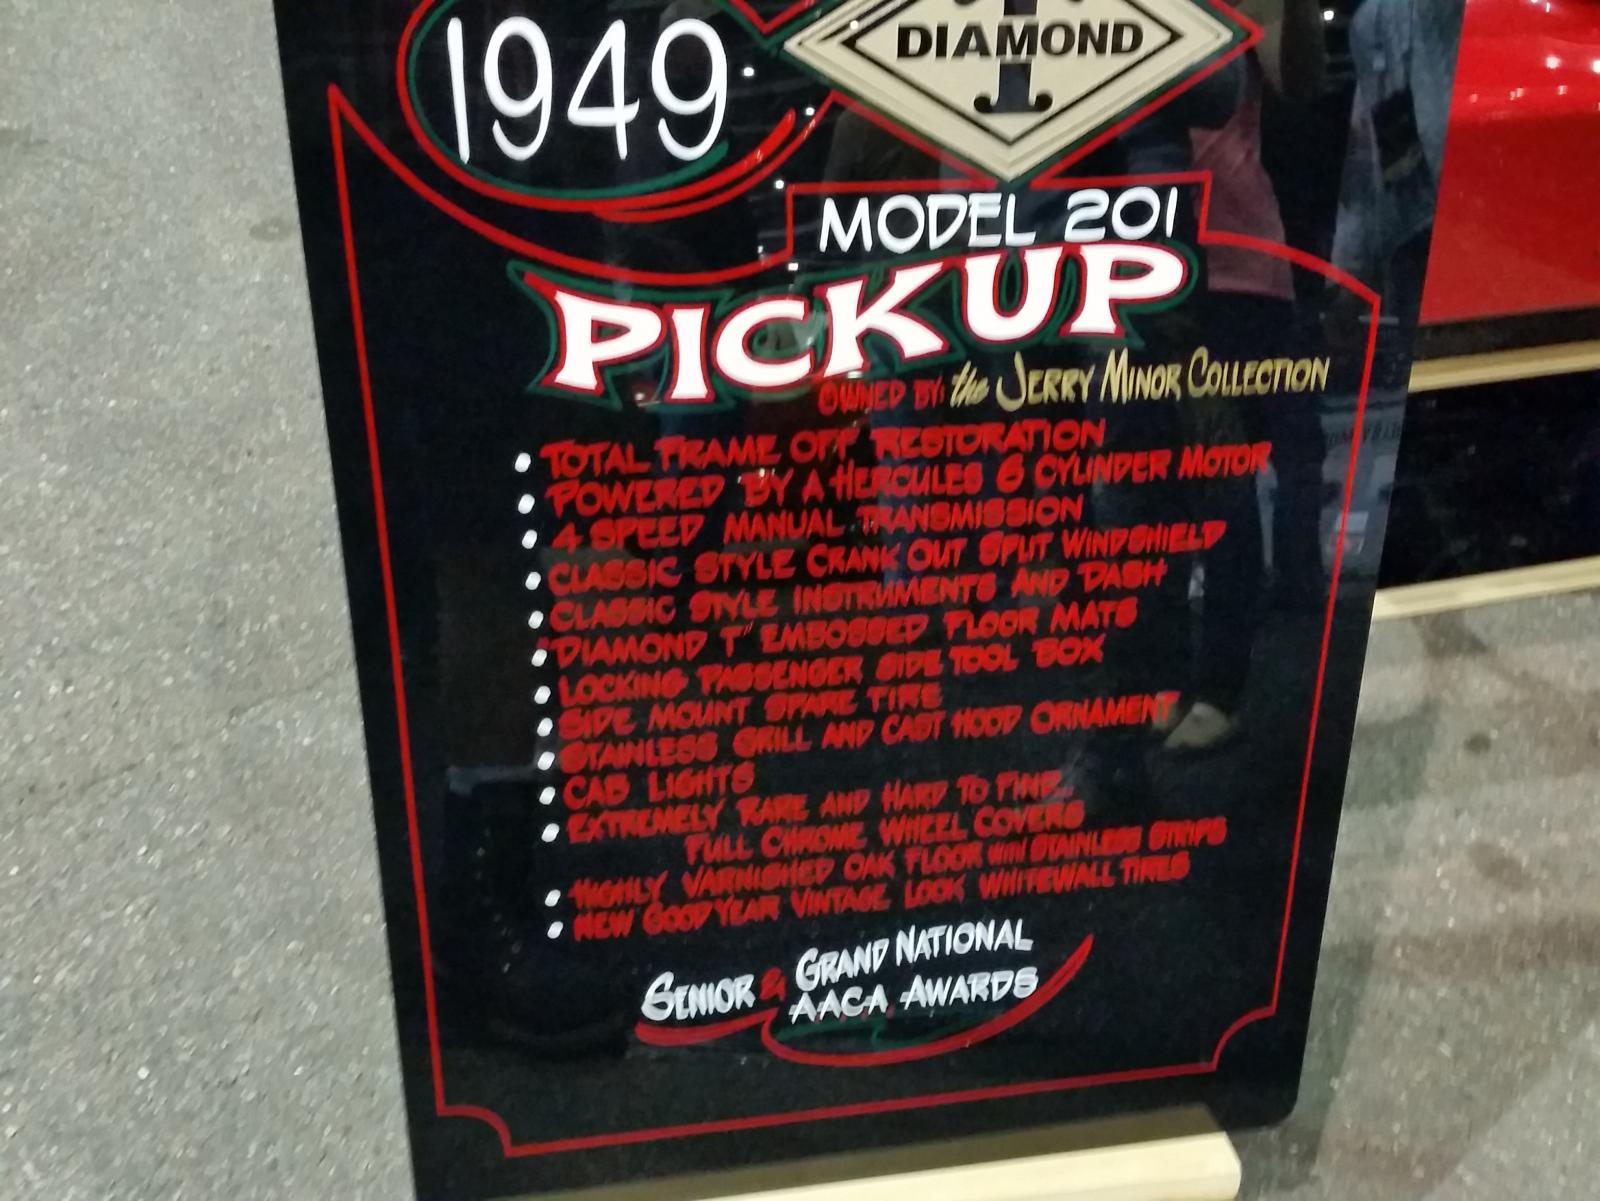 1949
T
DIAMOND
MODEL 201
PICKUP
OWNED BY: the JERRY MINOR COLLECTION
• TOTAL FRAME OFF RESTORATION
• POWERED BY A HERCULES 6 CYLINDER MOTOR
• 4 SPEED MANUAL TRANSMISSION
• CLASSIC STYLE CRANK OUT SPLIT WINDSHIELD
• CLASSIC STYLE INSTRUMENTS AND DASH
• "DIAMOND T" EMBOSSED FLOOR MATS
• LOCKING PASSENGER SIDE TOOL BOX
• SIDE MOUNT SPARE TIRE
• STAINLESS GRILL AND CAST HOOD ORNAMENT
• CAB LIGHTS
• EXTREMELY RARE AND HARD TO FIND...
FULL CHROME WHEEL COVERS
• HIGHLY VARNISHED OAK FLOOR WITH STAINLESS STRIPS
• NEW GOODYEAR VINTAGE LOOK WHITEWALL TIRES
SENIOR & GRAND NATIONAL
AACA AWARDS